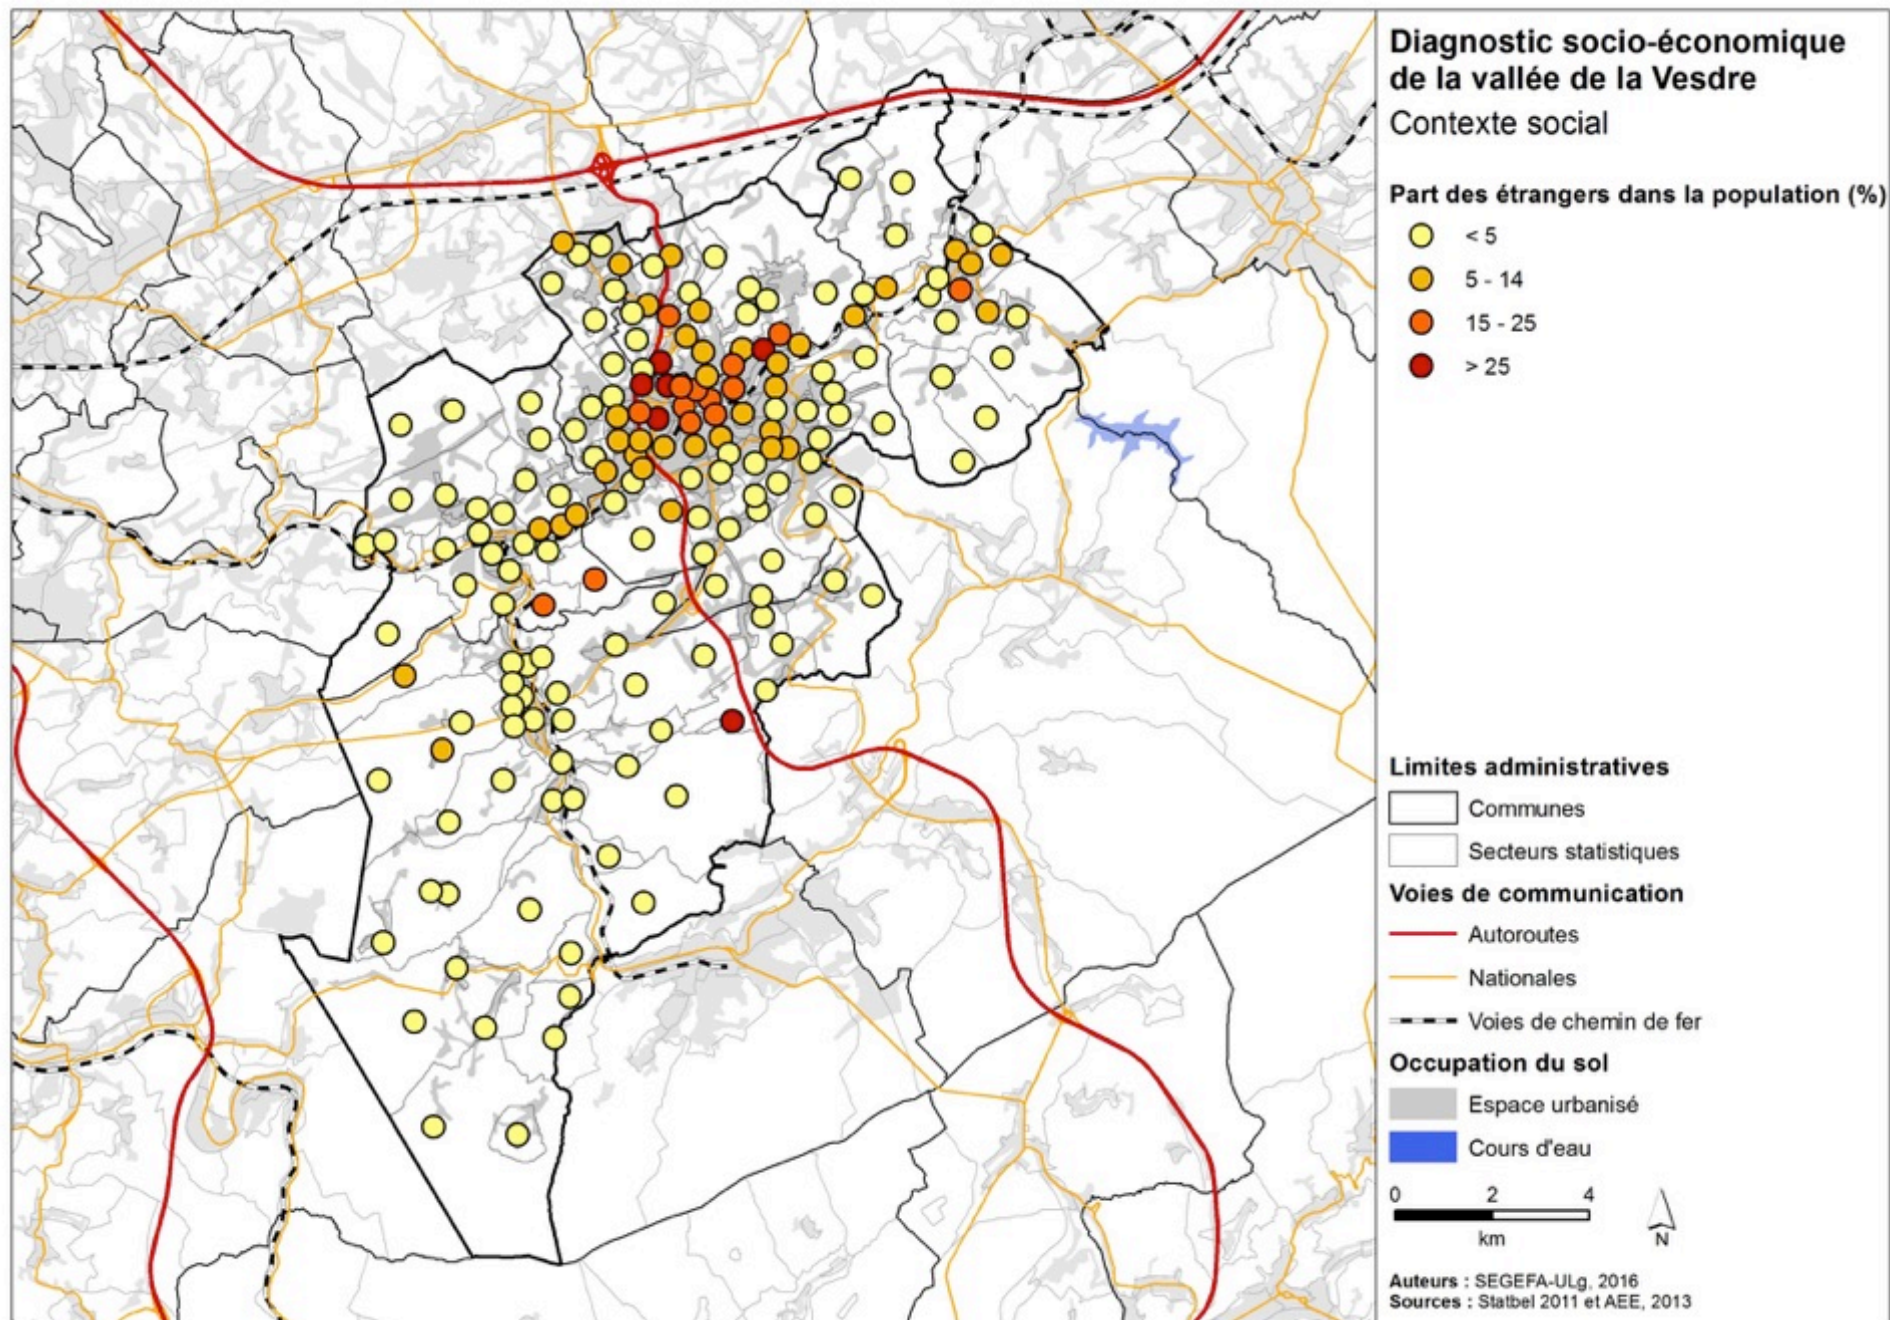 Diagnostic socio-économique
de la vallée de la Vesdre
Contexte social
Part des étrangers dans la population (%)
< 5
5 - 14
15 - 25
> 25
Limites administratives
Communes
Secteurs statistiques
Voies de communication
Autoroutes
Nationales
Voies de chemin de fer
Occupation du sol
Espace urbanisé
Cours d'eau
0 2 4
km
N
Auteurs : SEGEFA-ULg, 2016
Sources : Statbel 2011 et AEE, 2013